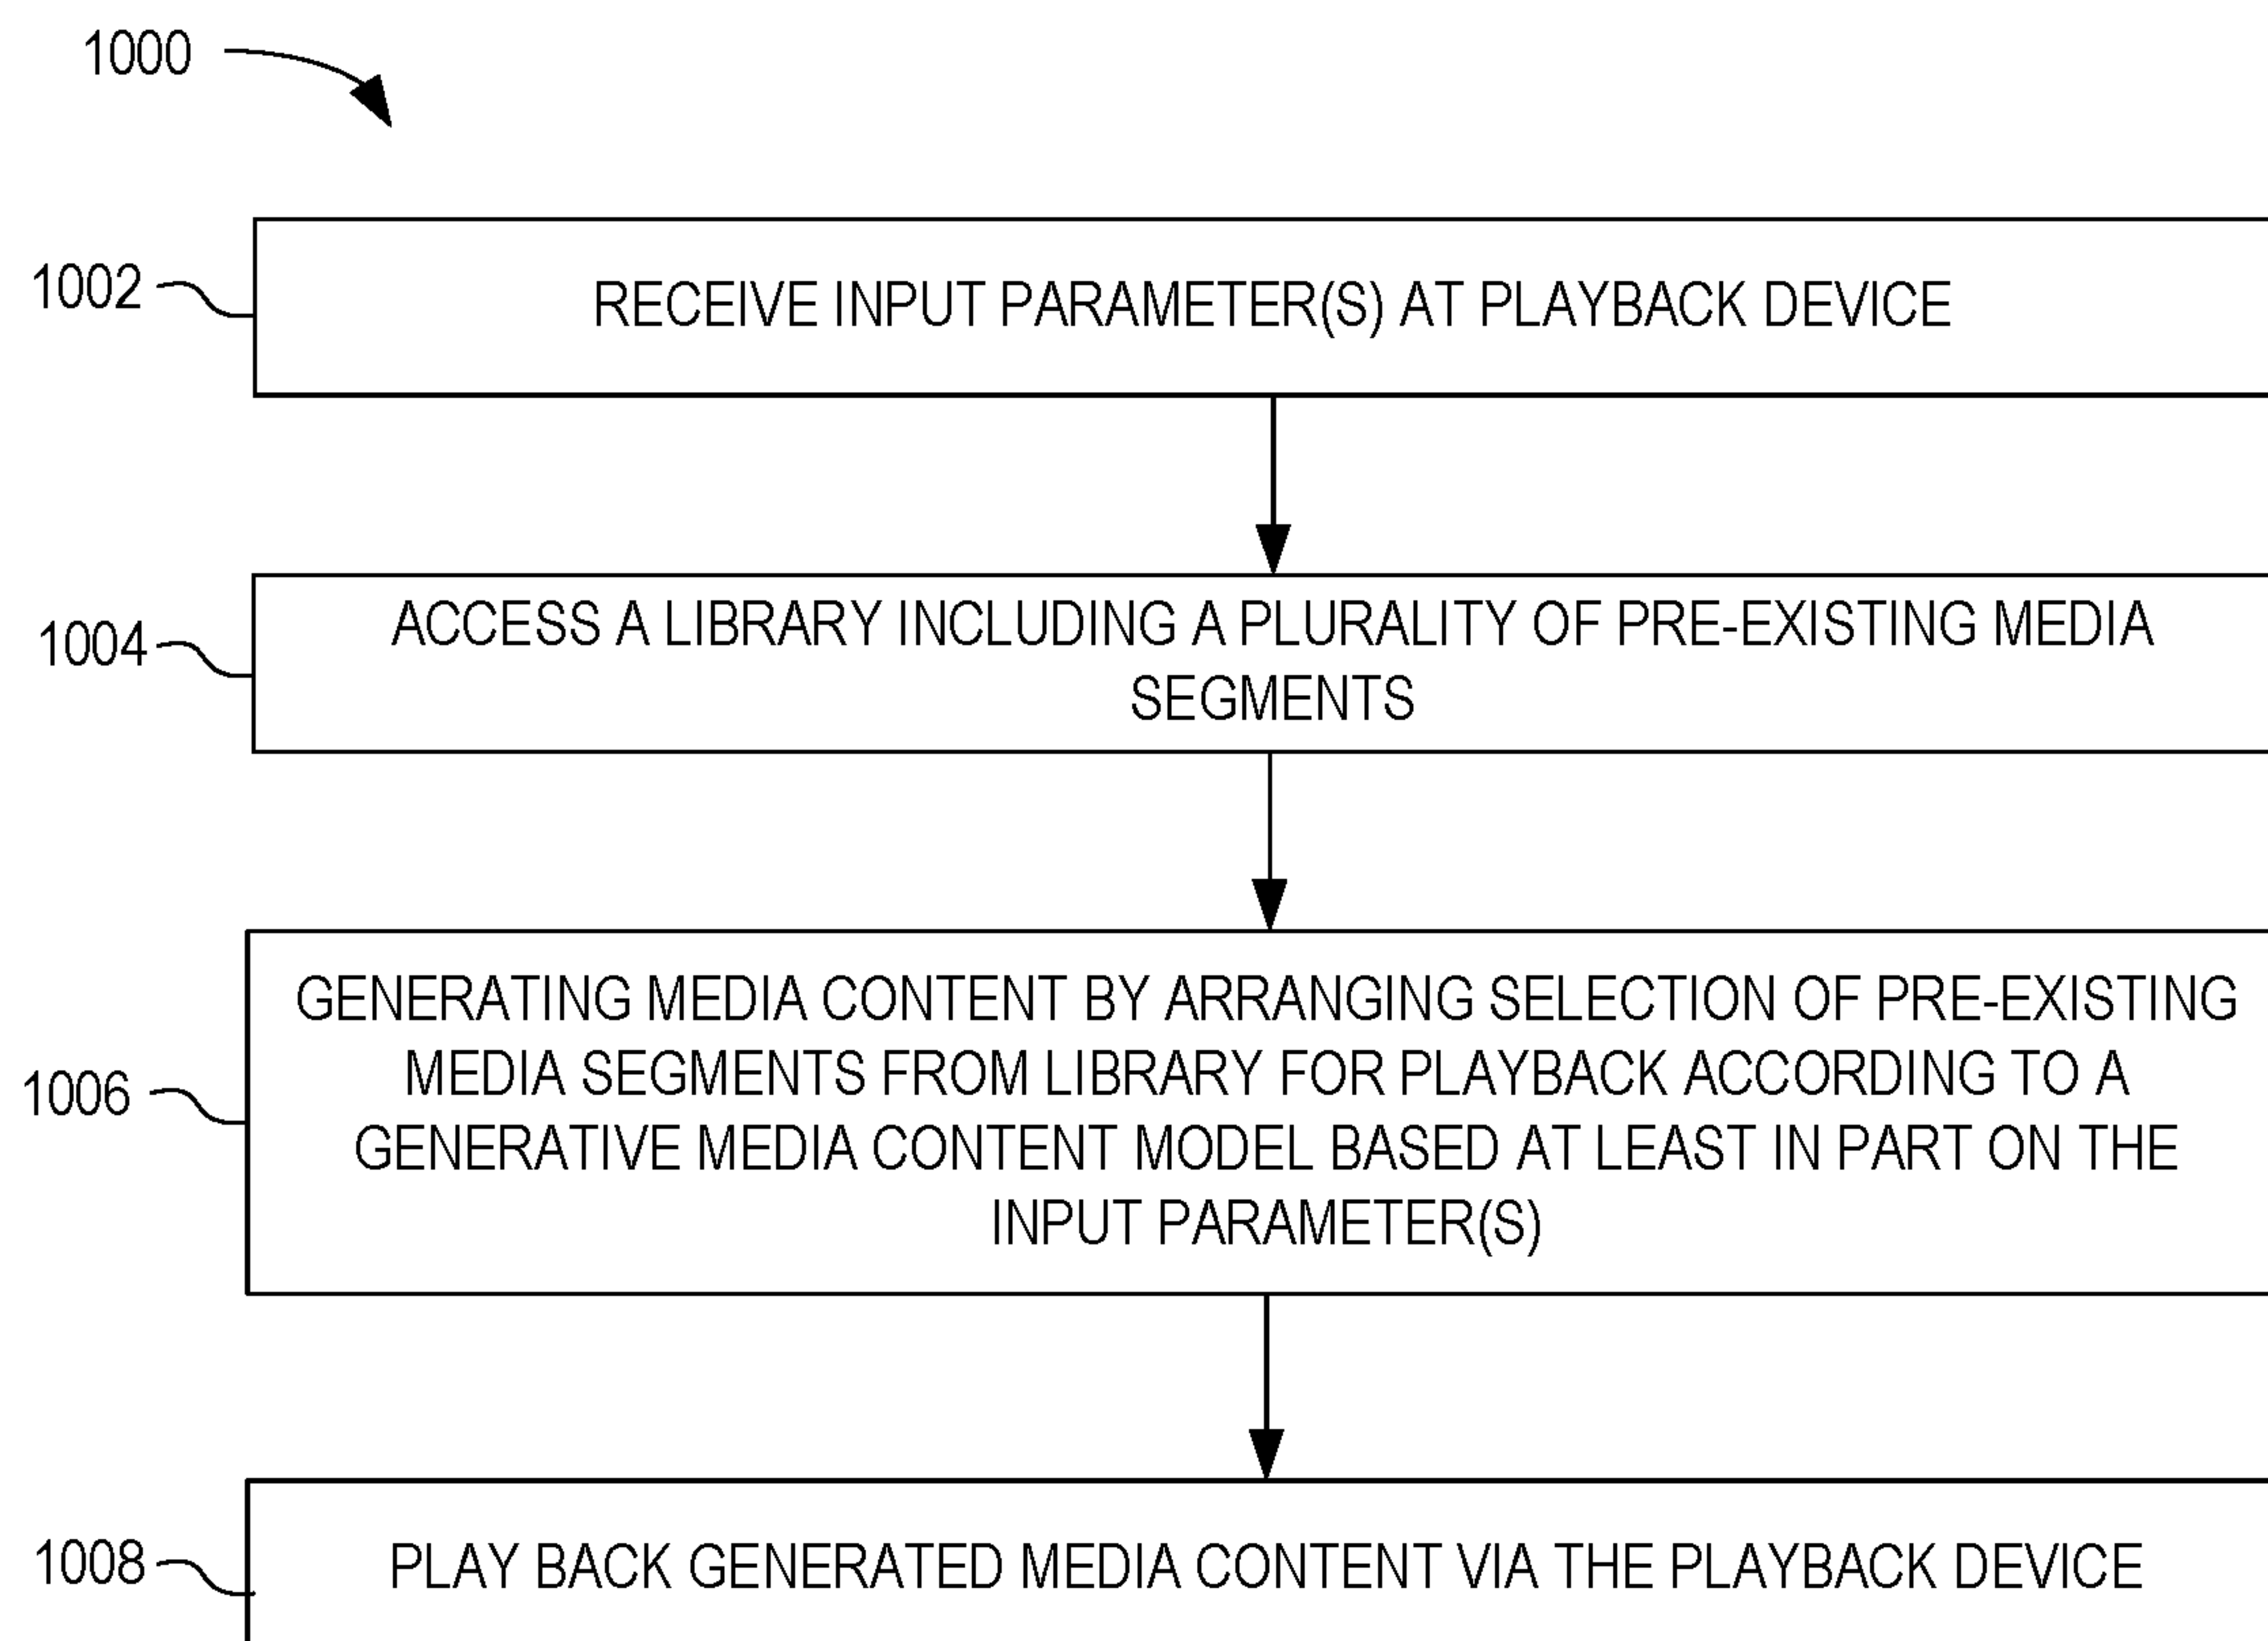 1000
1002
RECEIVE INPUT PARAMETER(S) AT PLAYBACK DEVICE
1004
ACCESS A LIBRARY INCLUDING A PLURALITY OF PRE-EXISTING MEDIA
SEGMENTS
1006
GENERATING MEDIA CONTENT BY ARRANGING SELECTION OF PRE-EXISTING
MEDIA SEGMENTS FROM LIBRARY FOR PLAYBACK ACCORDING TO A
GENERATIVE MEDIA CONTENT MODEL BASED AT LEAST IN PART ON THE
INPUT PARAMETER(S)
1008
PLAY BACK GENERATED MEDIA CONTENT VIA THE PLAYBACK DEVICE